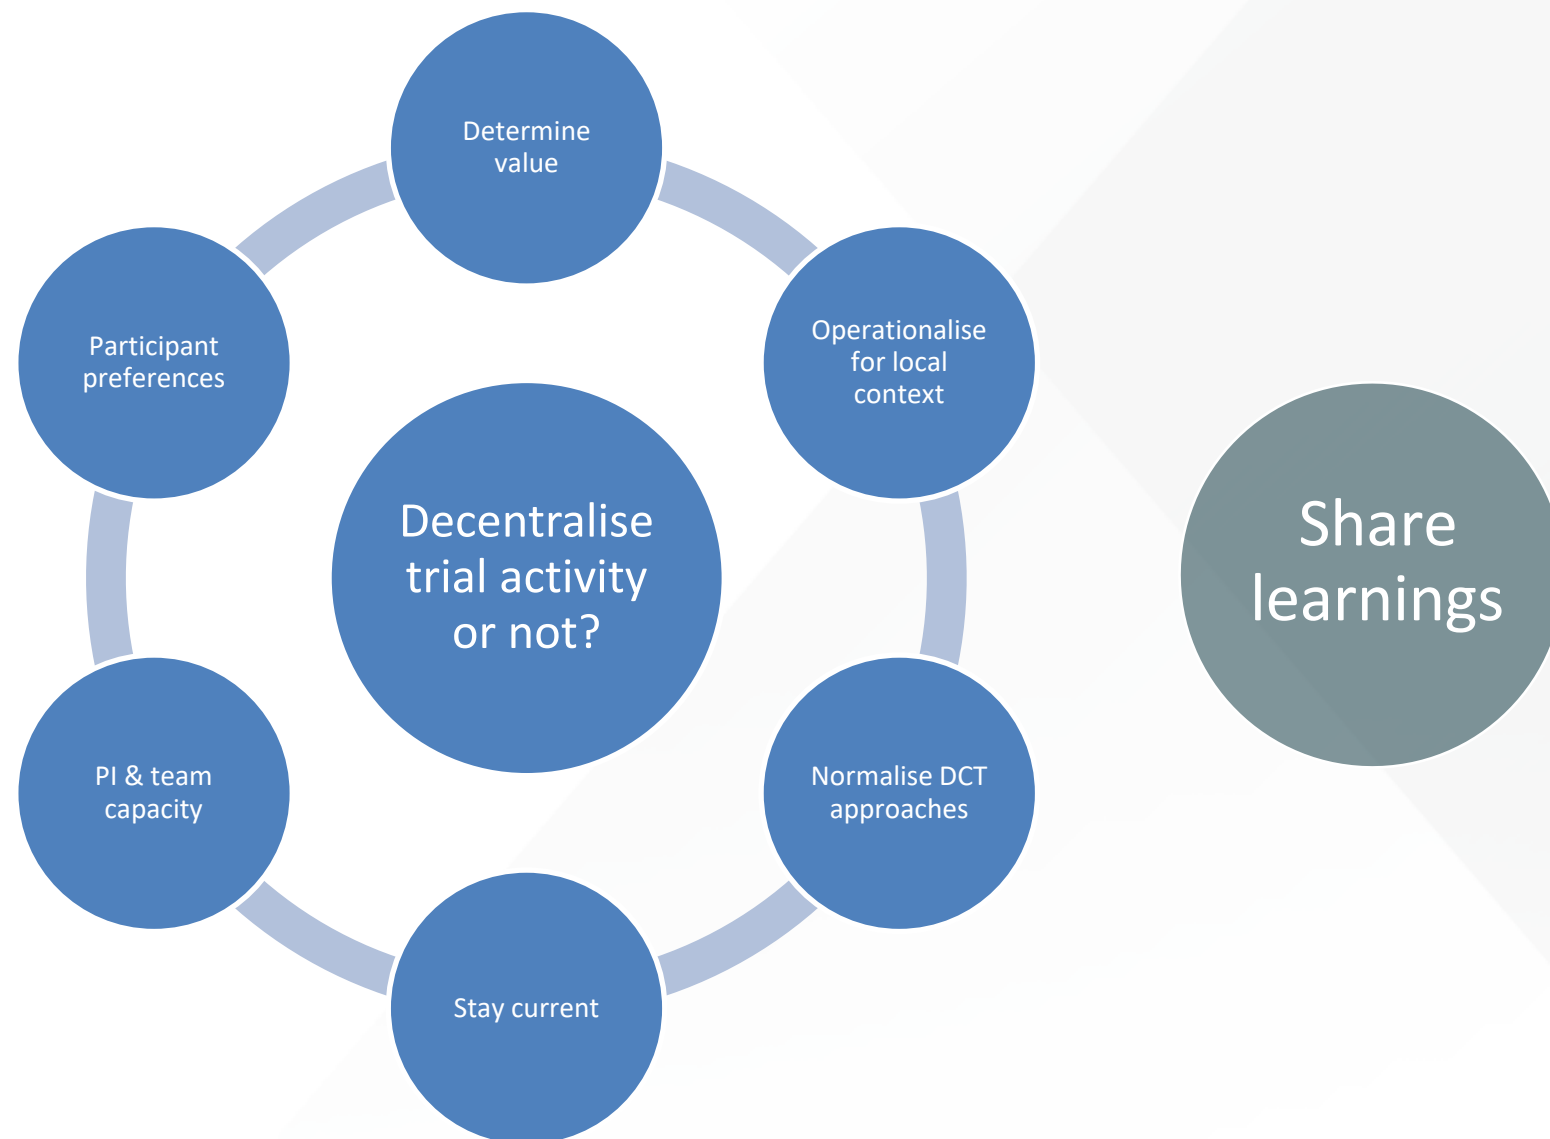 Determine
value
Operationalise
for local
context
Normalise DCT
approaches
Stay current
PI & team
capacity
Participant
preferences
Decentralise
trial activity
or not?
Share
learnings